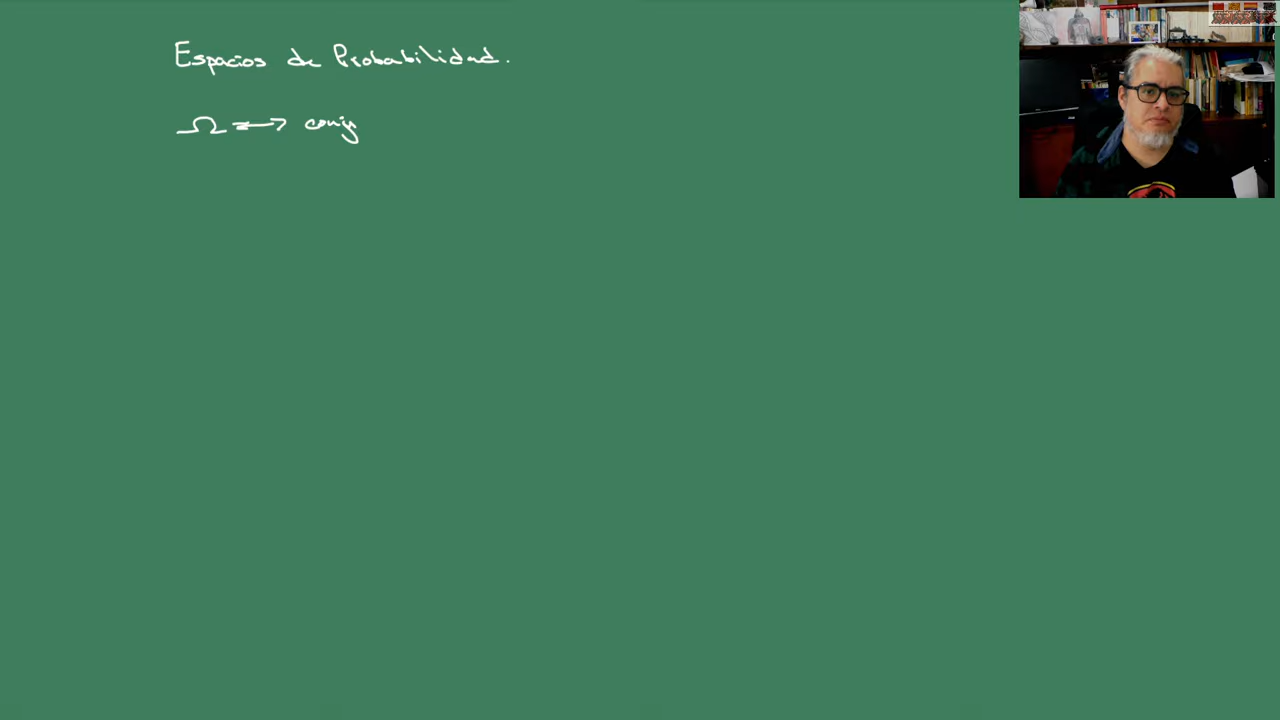 Espacios de Probabilidad.
Ω ⟷ conj